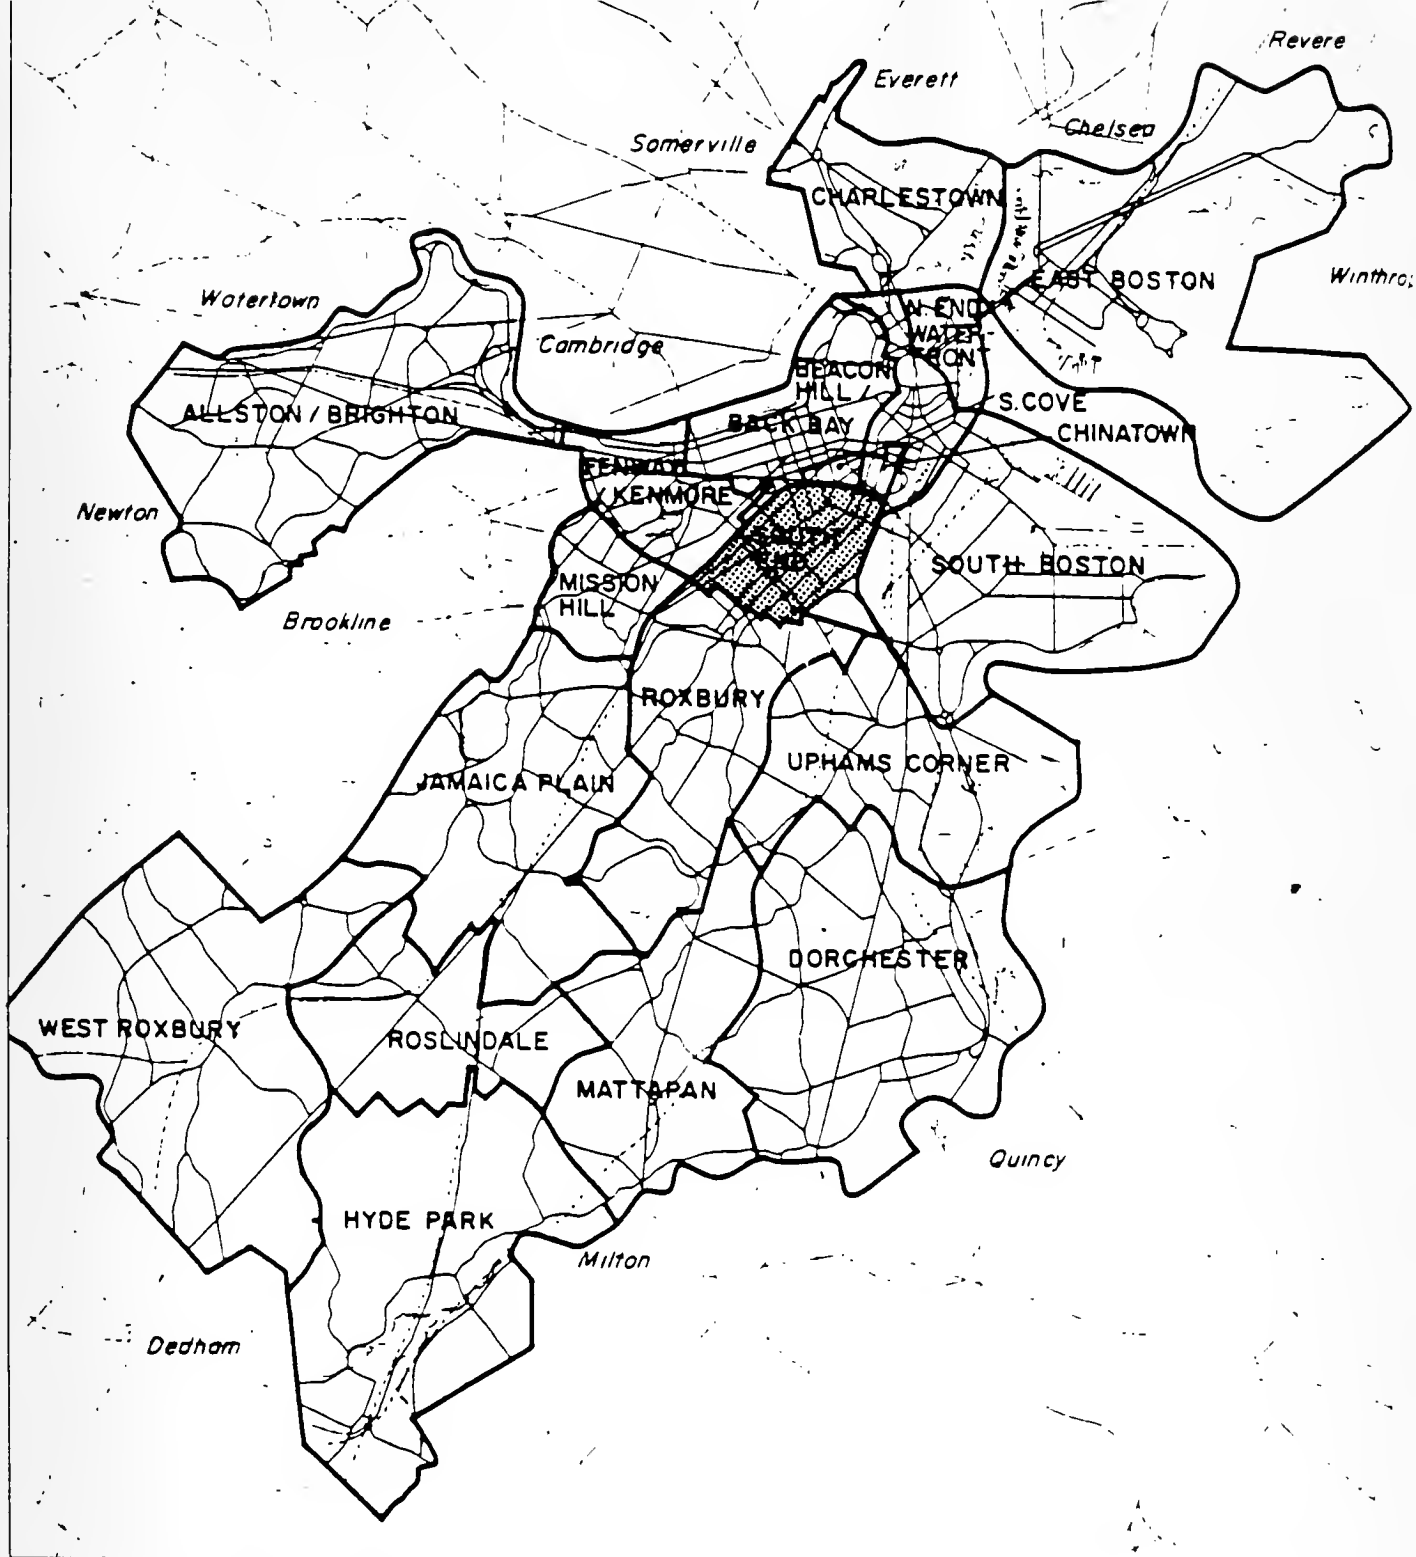 Revere
Everett
Chelsea
Somerville
CHARLESTOWN
EAST BOSTON
Winthrop
Watertown
N. END
WATER-
FRONT
Cambridge
BEACON
HILL /
BACK BAY
S. COVE
CHINATOWN
ALLSTON / BRIGHTON
FENWAY
/ KENMORE
Newton
SOUTH
END
SOUTH BOSTON
MISSION
HILL
Brookline
ROXBURY
UPHAMS CORNER
JAMAICA PLAIN
DORCHESTER
WEST ROXBURY
ROSLINDALE
MATTAPAN
Quincy
HYDE PARK
Milton
Dedham